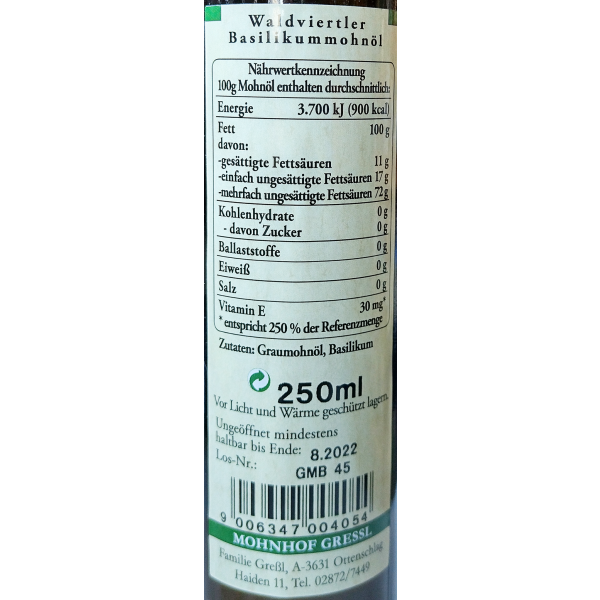 Waldviertler
Basilikummohnöl
Nährwertkennzeichnung
100g Mohnöl enthalten durchschnittlich:
Energie 3.700 kJ (900 kcal)
Fett 100 g
davon:
-gesättigte Fettsäuren 11 g
-einfach ungesättigte Fettsäuren 17 g
-mehrfach ungesättigte Fettsäuren 72 g
Kohlenhydrate 0 g
- davon Zucker 0 g
Ballaststoffe 0 g
Eiweiß 0 g
Salz 0 g
Vitamin E 30 mg*
* entspricht 250 % der Referenzmenge
Zutaten: Graumohnöl, Basilikum
250ml
Vor Licht und Wärme geschützt lagern.
Ungeöffnet mindestens
haltbar bis Ende: 8.2022
Los-Nr.: GMB 45
9 006347 004054
MOHNHOF GRESSL
Familie Greßl, A-3631 Ottenschlag
Haiden 11, Tel. 02872/7449